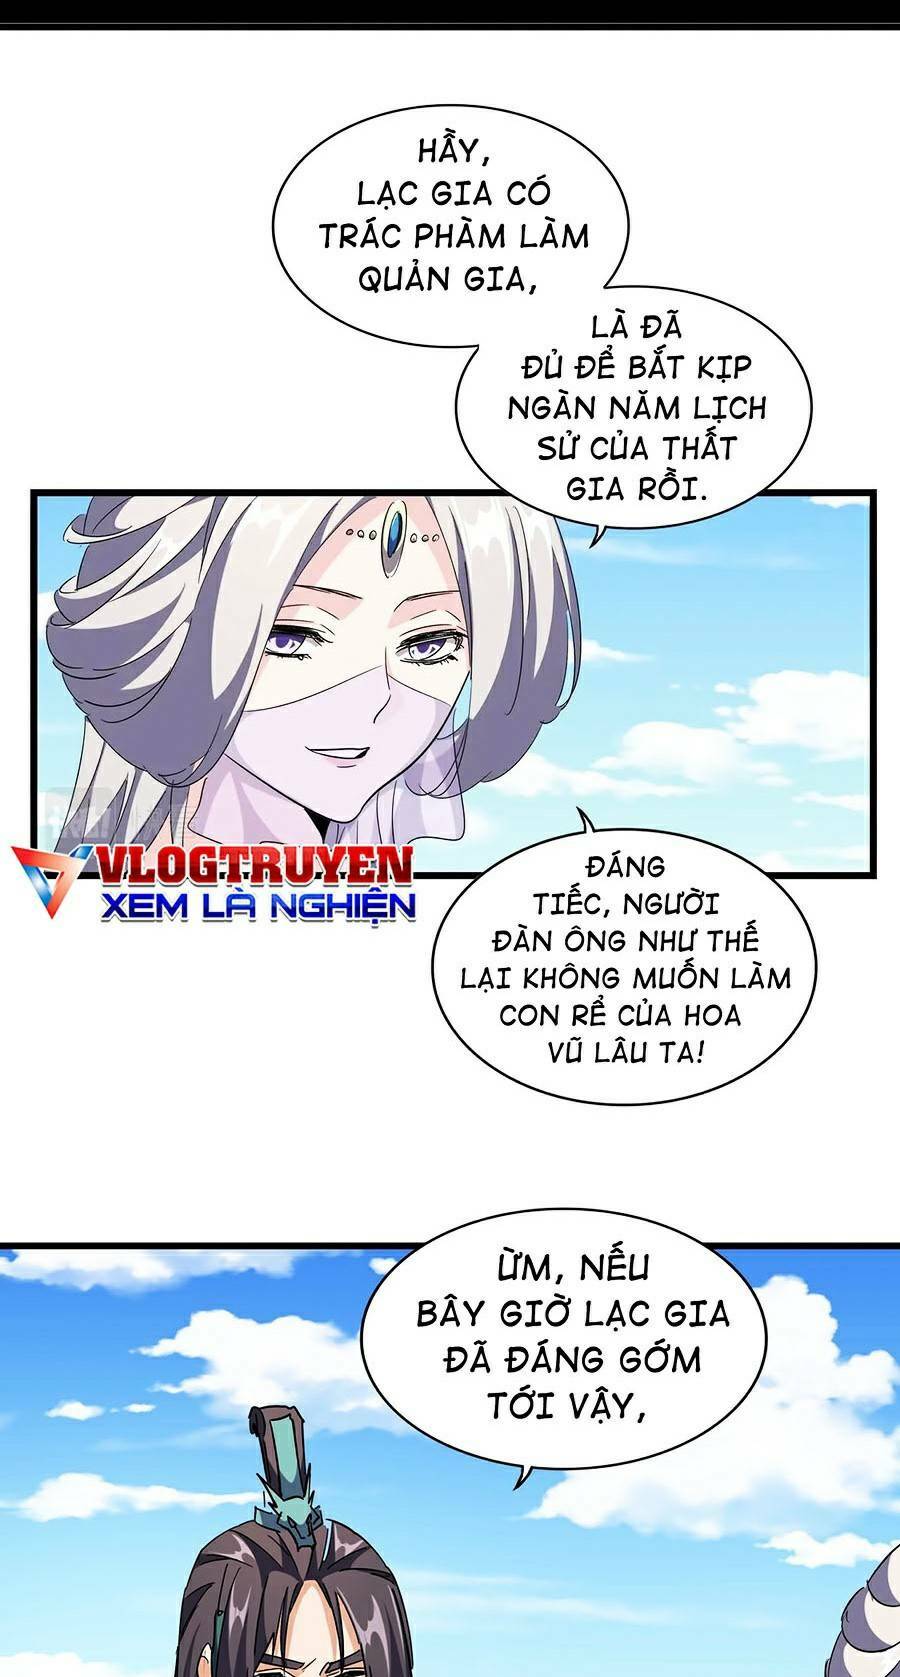 HẦY,
LẠC GIA CÓ
TRÁC PHÀM LÀM
QUẢN GIA,
LÀ ĐÃ
ĐỦ ĐỂ BẮT KỊP
NGÀN NĂM LỊCH
SỬ CỦA THẤT
GIA RỒI.
VLOGTRUYEN
XEM LÀ NGHIỆN
ĐÁNG
TIẾC, NGƯỜI
ĐÀN ÔNG NHƯ THẾ
LẠI KHÔNG MUỐN LÀM
CON RỂ CỦA HOA
VŨ LÂU TA!
ỪM, NẾU
BÂY GIỜ LẠC GIA
ĐÃ ĐÁNG GỚM
TỚI VẬY,